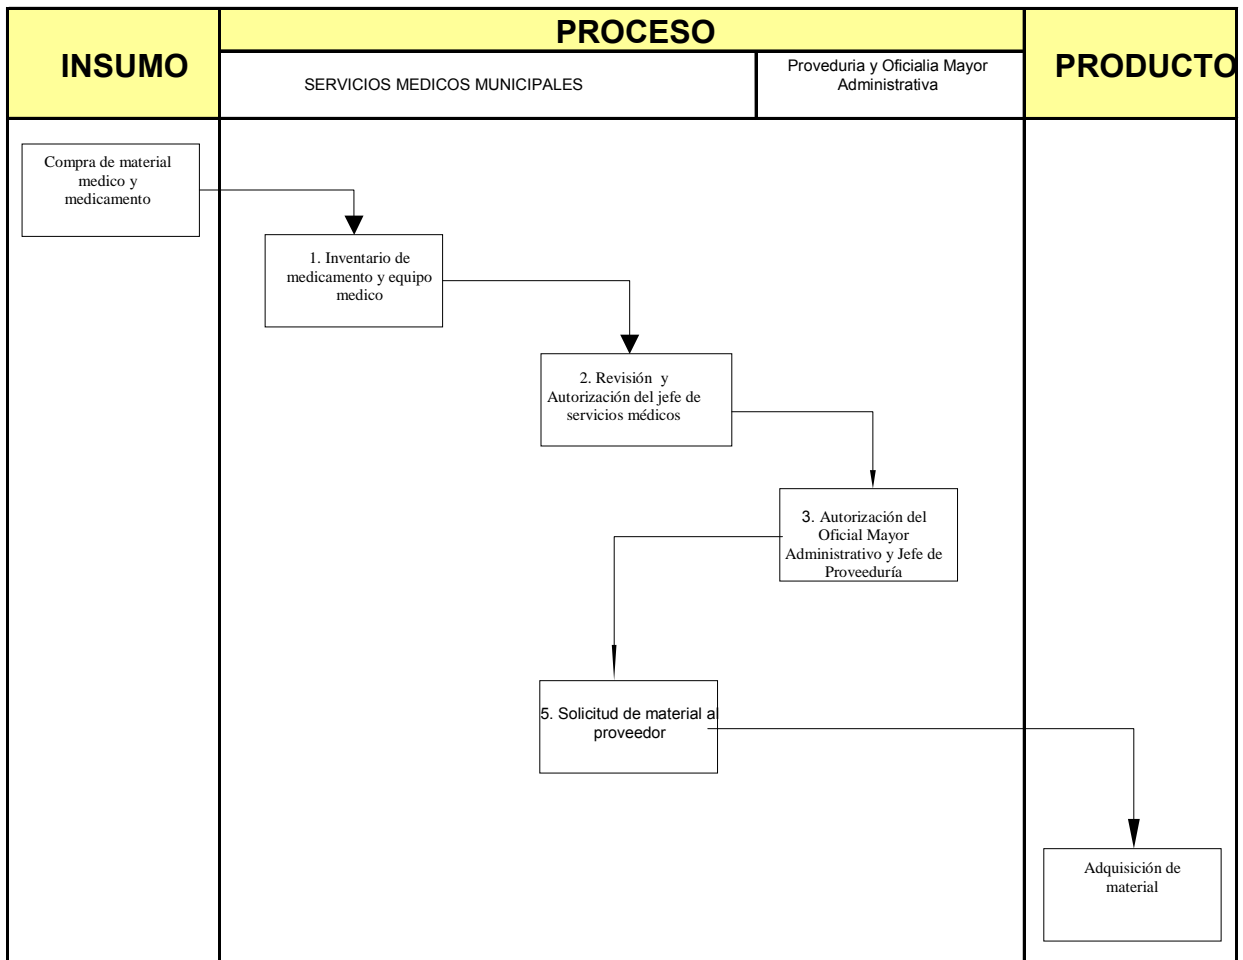 INSUMO
PROCESO
PRODUCTO
SERVICIOS MEDICOS MUNICIPALES
Proveduria y Oficialia Mayor
Administrativa
Compra de material
medico y
medicamento
1. Inventario de
medicamento y equipo
medico
2. Revisión y
Autorización del jefe de
servicios médicos
3. Autorización del
Oficial Mayor
Administrativo y Jefe de
Proveeduría
5. Solicitud de material al
proveedor
Adquisición de
material